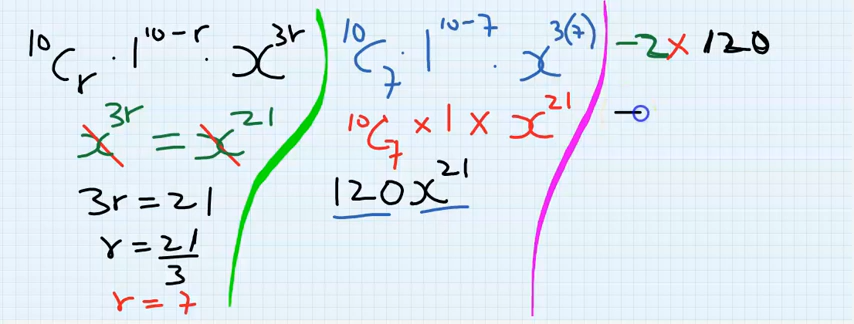 ¹⁰Cᵣ · 1¹⁰⁻ʳ · x³ʳ
x³ʳ = x²¹
3r = 21
r = 21/3
r = 7
¹⁰C₇ · 1¹⁰⁻⁷ · x³⁽⁷⁾
¹⁰C₇ × 1 × x²¹
120x²¹
-2 × 120
-